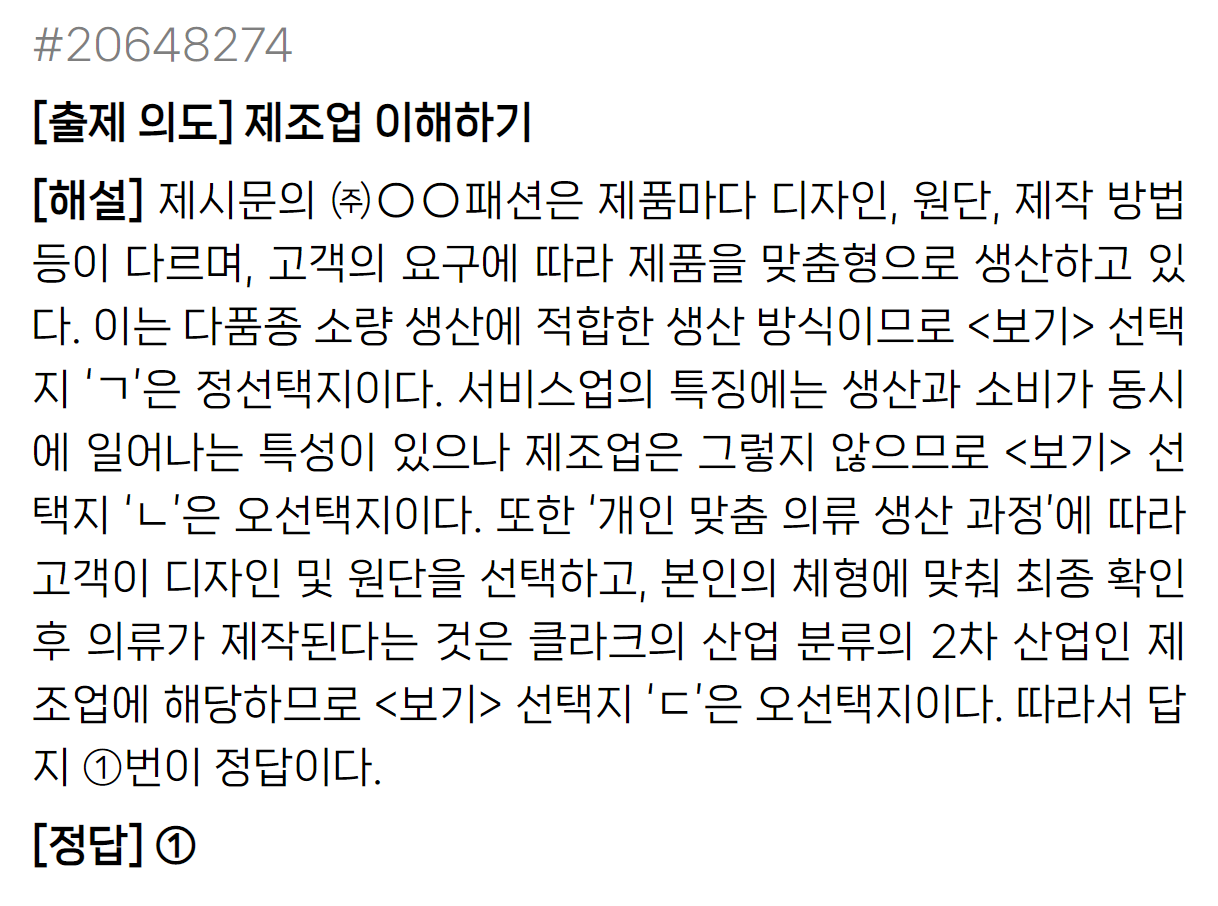 #20648274
[출제 의도] 제조업 이해하기
[해설] 제시문의 ㈜○○패션은 제품마다 디자인, 원단, 제작 방법
등이 다르며, 고객의 요구에 따라 제품을 맞춤형으로 생산하고 있
다. 이는 다품종 소량 생산에 적합한 생산 방식이므로 <보기> 선택
지 ‘ㄱ’은 정선택지이다. 서비스업의 특징에는 생산과 소비가 동시
에 일어나는 특성이 있으나 제조업은 그렇지 않으므로 <보기> 선
택지 ‘ㄴ’은 오선택지이다. 또한 ‘개인 맞춤 의류 생산 과정’에 따라
고객이 디자인 및 원단을 선택하고, 본인의 체형에 맞춰 최종 확인
후 의류가 제작된다는 것은 클라크의 산업 분류의 2차 산업인 제
조업에 해당하므로 <보기> 선택지 ‘ㄷ’은 오선택지이다. 따라서 답
지 ①번이 정답이다.
[정답] ①